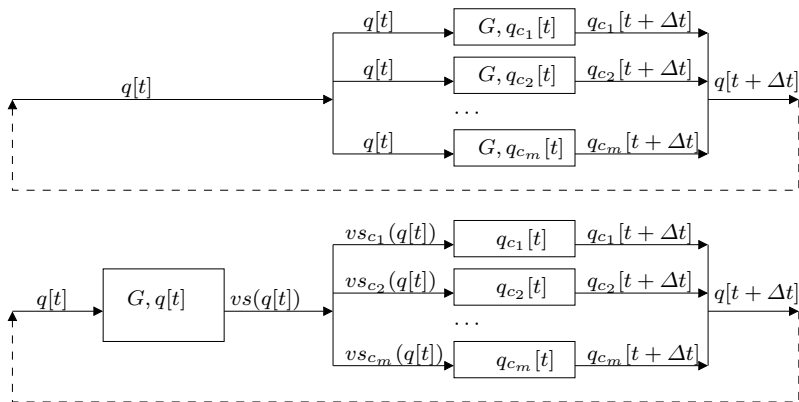 q[t] G, q_{c_1}[t] q_{c_1}[t + Δt]
q[t] G, q_{c_2}[t] q_{c_2}[t + Δt]
q[t] q[t + Δt]
...
q[t] G, q_{c_m}[t] q_{c_m}[t + Δt]
vs_{c_1}(q[t]) q_{c_1}[t] q_{c_1}[t + Δt]
vs_{c_2}(q[t]) q_{c_2}[t] q_{c_2}[t + Δt]
q[t] G, q[t] vs(q[t]) q[t + Δt]
...
vs_{c_m}(q[t]) q_{c_m}[t] q_{c_m}[t + Δt]